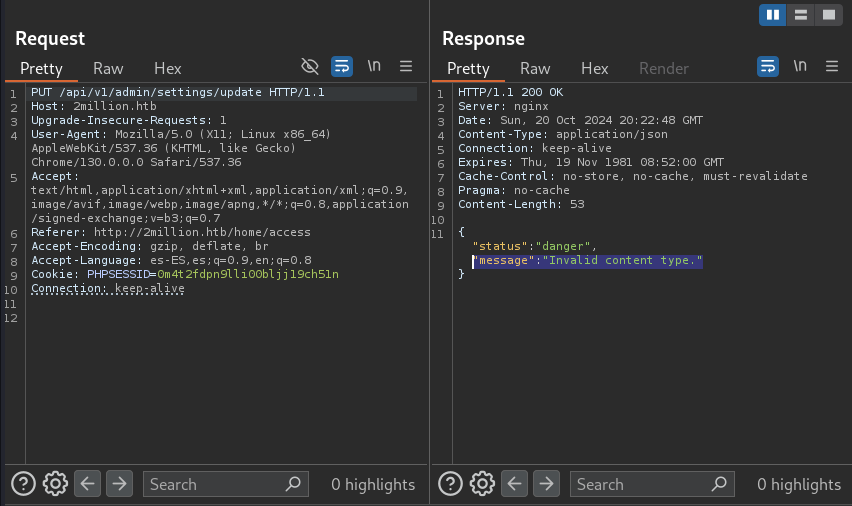 Request
Pretty Raw Hex \n
1 PUT /api/v1/admin/settings/update HTTP/1.1
2 Host: 2million.htb
3 Upgrade-Insecure-Requests: 1
4 User-Agent: Mozilla/5.0 (X11; Linux x86_64)
AppleWebKit/537.36 (KHTML, like Gecko)
Chrome/130.0.0.0 Safari/537.36
5 Accept:
text/html,application/xhtml+xml,application/xml;q=0.9,
image/avif,image/webp,image/apng,*/*;q=0.8,application
/signed-exchange;v=b3;q=0.7
6 Referer: http://2million.htb/home/access
7 Accept-Encoding: gzip, deflate, br
8 Accept-Language: es-ES,es;q=0.9,en;q=0.8
9 Cookie: PHPSESSID=0m4t2fdpn9lli00bljj19ch51n
10 Connection: keep-alive
11
12
Search 0 highlights
Response
Pretty Raw Hex Render \n
1 HTTP/1.1 200 OK
2 Server: nginx
3 Date: Sun, 20 Oct 2024 20:22:48 GMT
4 Content-Type: application/json
5 Connection: keep-alive
6 Expires: Thu, 19 Nov 1981 08:52:00 GMT
7 Cache-Control: no-store, no-cache, must-revalidate
8 Pragma: no-cache
9 Content-Length: 53
10
11 {
"status":"danger",
"message":"Invalid content type."
}
Search 0 highlights